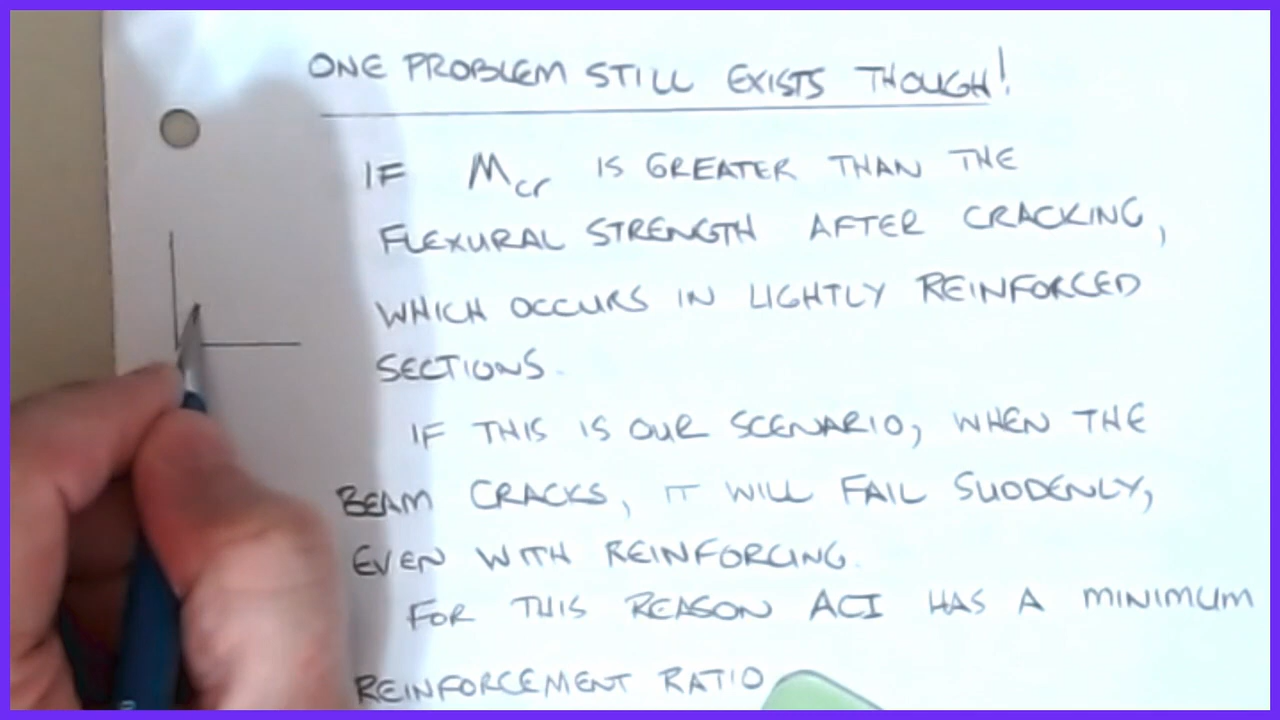 ONE PROBLEM STILL EXISTS THOUGH!
IF Mcr IS GREATER THAN THE
FLEXURAL STRENGTH AFTER CRACKING,
WHICH OCCURS IN LIGHTLY REINFORCED
SECTIONS.
IF THIS IS OUR SCENARIO, WHEN THE
BEAM CRACKS, IT WILL FAIL SUDDENLY,
EVEN WITH REINFORCING.
FOR THIS REASON ACI HAS A MINIMUM
REINFORCEMENT RATIO